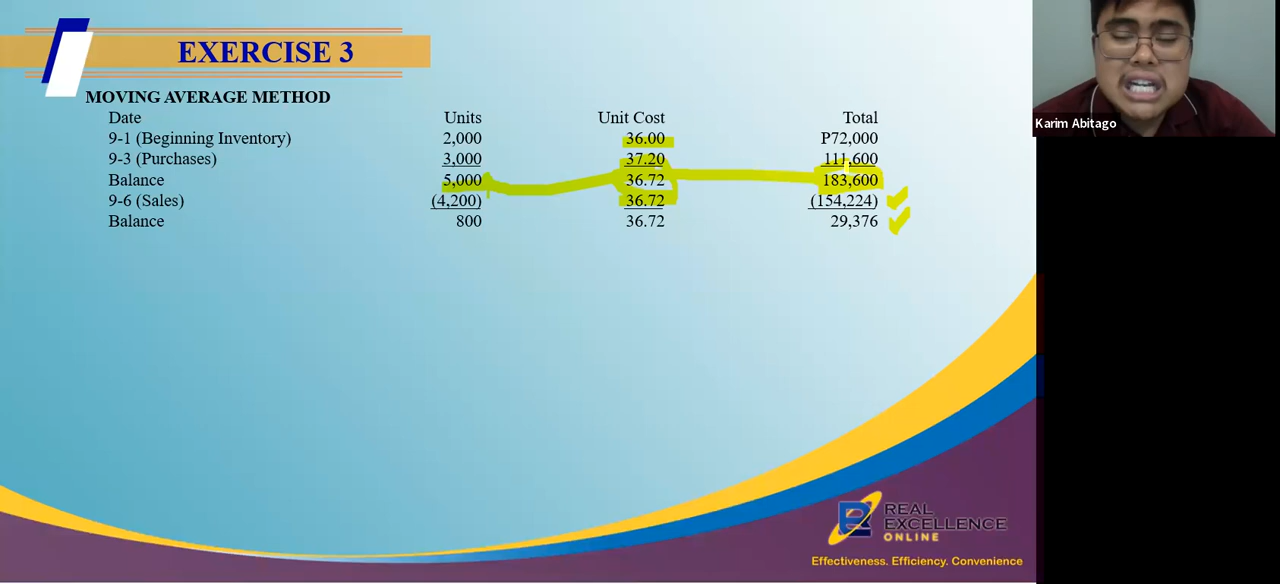 EXERCISE 3
MOVING AVERAGE METHOD
Date Units Unit Cost Total
9-1 (Beginning Inventory) 2,000 36.00 P72,000
9-3 (Purchases) 3,000 37.20 111,600
Balance 5,000 36.72 183,600
9-6 (Sales) (4,200) 36.72 (154,224)
Balance 800 36.72 29,376
Karim Abitago
REAL
EXCELLENCE
ONLINE
Effectiveness. Efficiency. Convenience